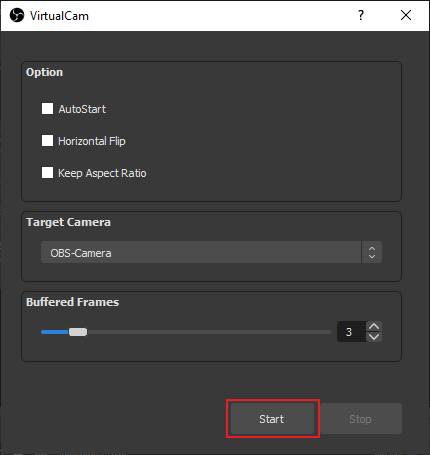 VirtualCam
?
Option
AutoStart
Horizontal Flip
Keep Aspect Ratio
Target Camera
OBS-Camera
Buffered Frames
3
Start Stop